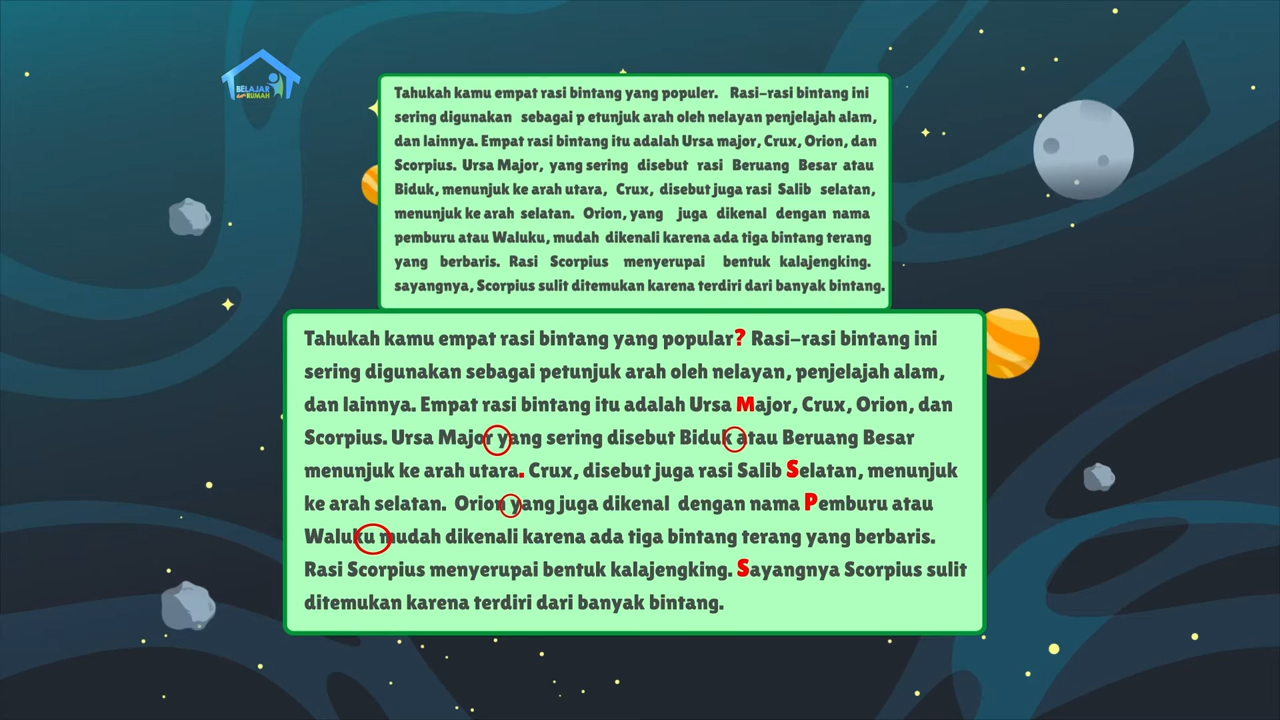 BELAJAR
dari RUMAH
Tahukah kamu empat rasi bintang yang populer. Rasi-rasi bintang ini
sering digunakan sebagai p etunjuk arah oleh nelayan penjelajah alam,
dan lainnya. Empat rasi bintang itu adalah Ursa major, Crux, Orion, dan
Scorpius. Ursa Major, yang sering disebut rasi Beruang Besar atau
Biduk, menunjuk ke arah utara, Crux, disebut juga rasi Salib selatan,
menunjuk ke arah selatan. Orion, yang juga dikenal dengan nama
pemburu atau Waluku, mudah dikenali karena ada tiga bintang terang
yang berbaris. Rasi Scorpius menyerupai bentuk kalajengking.
sayangnya, Scorpius sulit ditemukan karena terdiri dari banyak bintang.
Tahukah kamu empat rasi bintang yang popular? Rasi-rasi bintang ini
sering digunakan sebagai petunjuk arah oleh nelayan, penjelajah alam,
dan lainnya. Empat rasi bintang itu adalah Ursa Major, Crux, Orion, dan
Scorpius. Ursa Major yang sering disebut Biduk atau Beruang Besar
menunjuk ke arah utara. Crux, disebut juga rasi Salib Selatan, menunjuk
ke arah selatan. Orion yang juga dikenal dengan nama Pemburu atau
Waluku mudah dikenali karena ada tiga bintang terang yang berbaris.
Rasi Scorpius menyerupai bentuk kalajengking. Sayangnya Scorpius sulit
ditemukan karena terdiri dari banyak bintang.